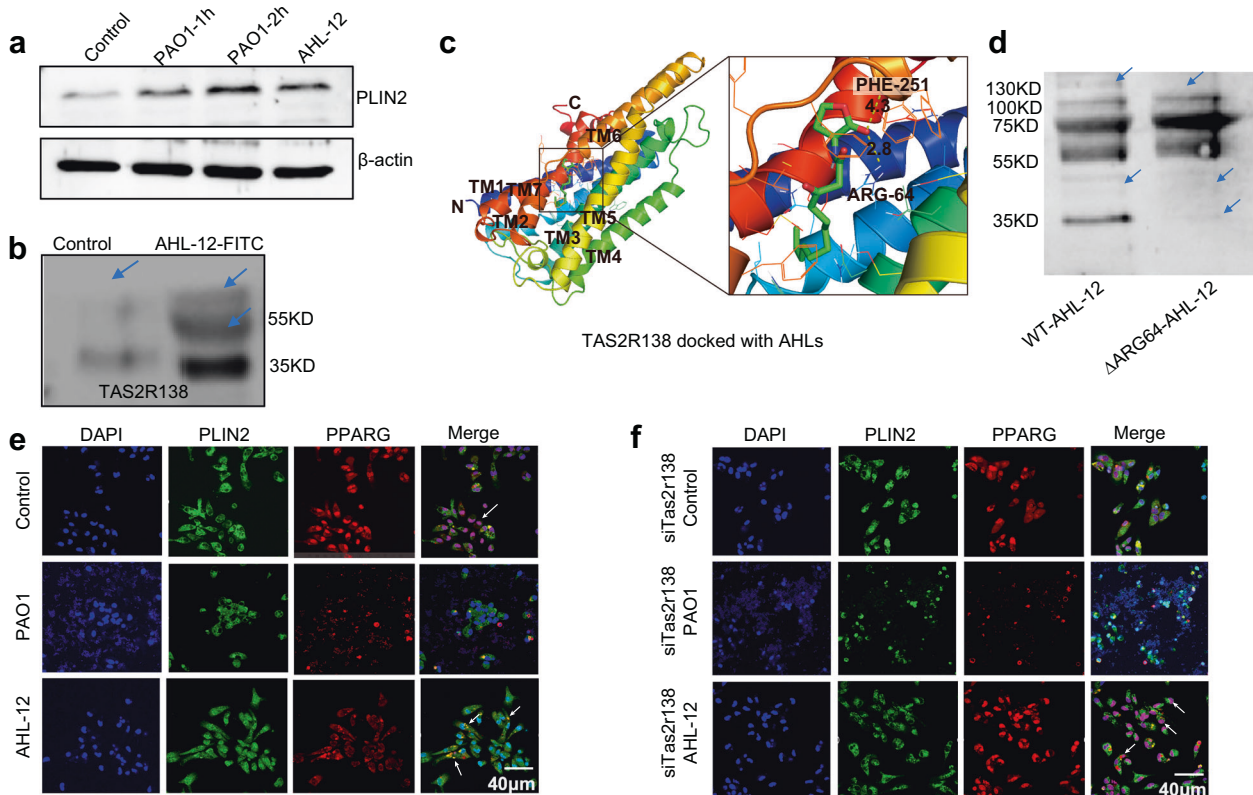 a
Control
PAO1-1h
PAO1-2h
AHL-12
PLIN2
β-actin
b
Control
AHL-12-FITC
55KD
35KD
TAS2R138
c
C
TM6
TM1
TM7
N
TM2
TM5
TM3
TM4
PHE-251
4.3
2.8
ARG-64
TAS2R138 docked with AHLs
d
130KD
100KD
75KD
55KD
35KD
WT-AHL-12
ΔARG64-AHL-12
e
DAPI
PLIN2
PPARG
Merge
Control
PAO1
AHL-12
40μm
f
DAPI
PLIN2
PPARG
Merge
siTas2r138
Control
siTas2r138
PAO1
siTas2r138
AHL-12
40μm